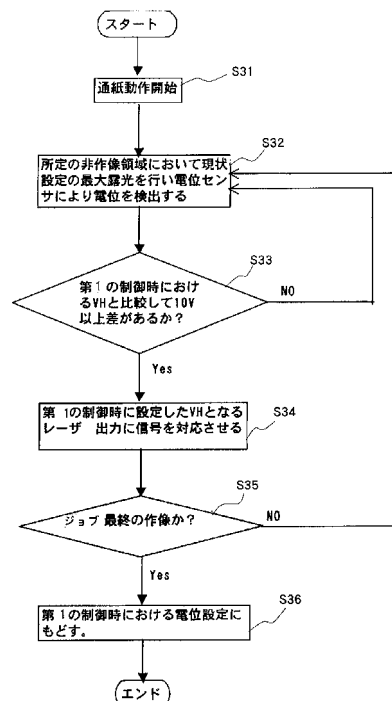 スタート
S31
通紙動作開始
S32
所定の非作像領域において現状
設定の最大露光を行い電位セン
サにより電位を検出する
S33
第1の制御時におけ
るVHと比較して10V
以上差があるか?
NO
Yes
S34
第 1の制御時に設定したVHとなる
レーザ 出力に信号を対応させる
S35
ジョブ 最終の作像か?
NO
Yes
S36
第1の制御時における電位設定に
もどす。
エンド